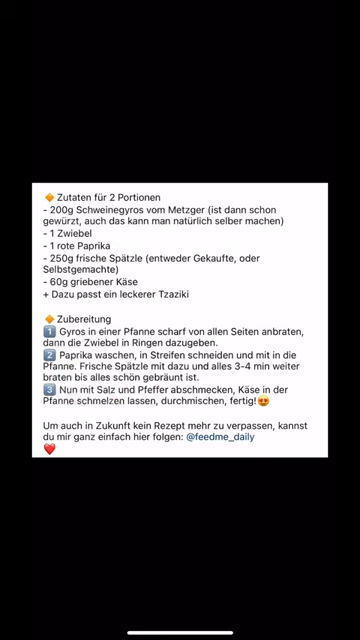 🔶 Zutaten für 2 Portionen
- 200g Schweinegyros vom Metzger (ist dann schon
gewürzt, auch das kann man natürlich selber machen)
- 1 Zwiebel
- 1 rote Paprika
- 250g frische Spätzle (entweder Gekaufte, oder
Selbstgemachte)
- 60g griebener Käse
+ Dazu passt ein leckerer Tzaziki
🔶 Zubereitung
1️⃣ Gyros in einer Pfanne scharf von allen Seiten anbraten,
dann die Zwiebel in Ringen dazugeben.
2️⃣ Paprika waschen, in Streifen schneiden und mit in die
Pfanne. Frische Spätzle mit dazu und alles 3-4 min weiter
braten bis alles schön gebräunt ist.
3️⃣ Nun mit Salz und Pfeffer abschmecken, Käse in der
Pfanne schmelzen lassen, durchmischen, fertig!😍
Um auch in Zukunft kein Rezept mehr zu verpassen, kannst
du mir ganz einfach hier folgen: @feedme_daily
❤️